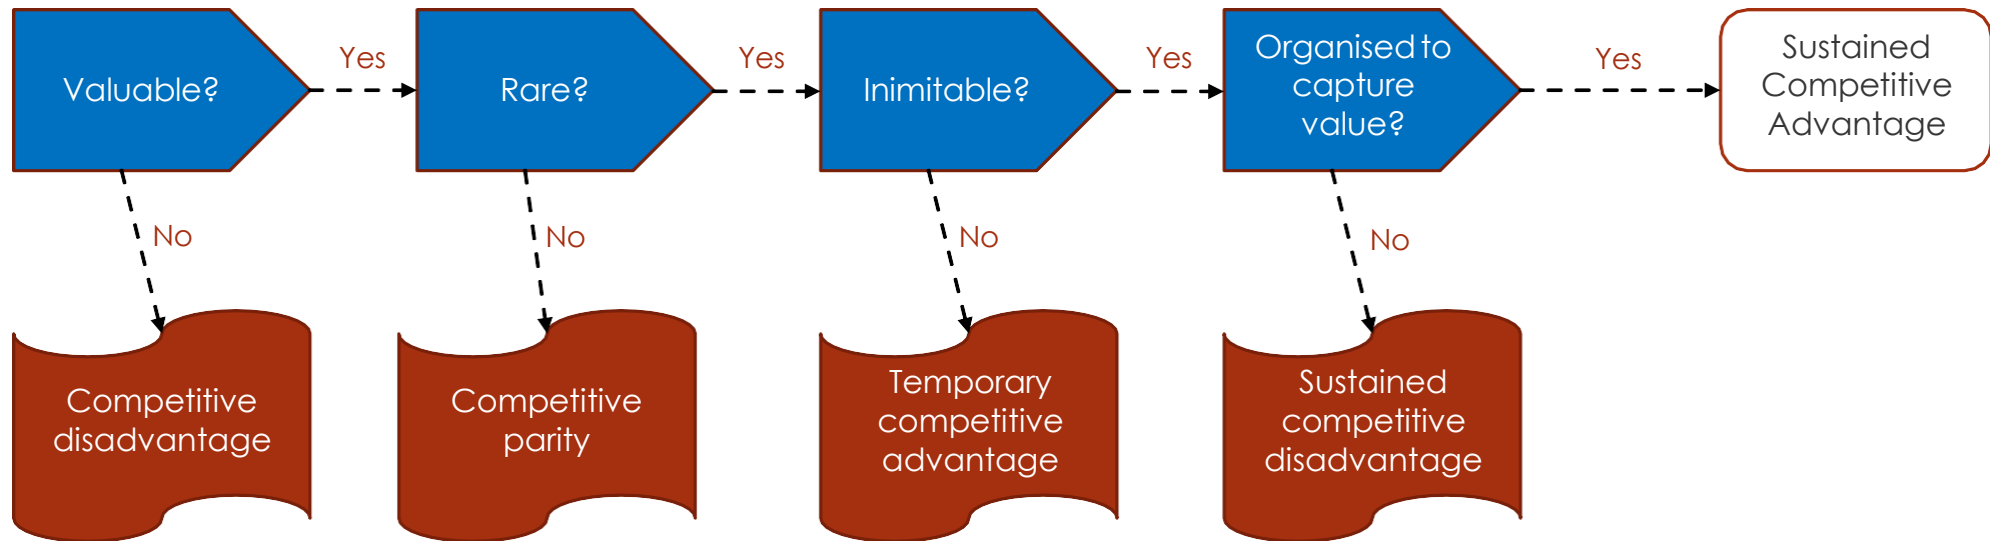 Valuable?
Yes
Rare?
Yes
Inimitable?
Yes
Organised to
capture
value?
Yes
Sustained
Competitive
Advantage
No
No
No
No
Competitive
disadvantage
Competitive
parity
Temporary
competitive
advantage
Sustained
competitive
disadvantage